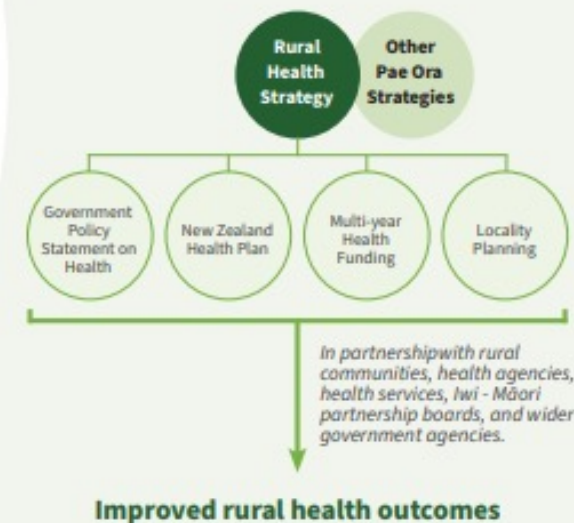 Rural
Health
Strategy
Other
Pae Ora
Strategies
Government
Policy
Statement on
Health
New Zealand
Health Plan
Multi-year
Health
Funding
Locality
Planning
In partnershipwith rural
communities, health agencies,
health services, Iwi - Māori
partnership boards, and wider
government agencies.
Improved rural health outcomes